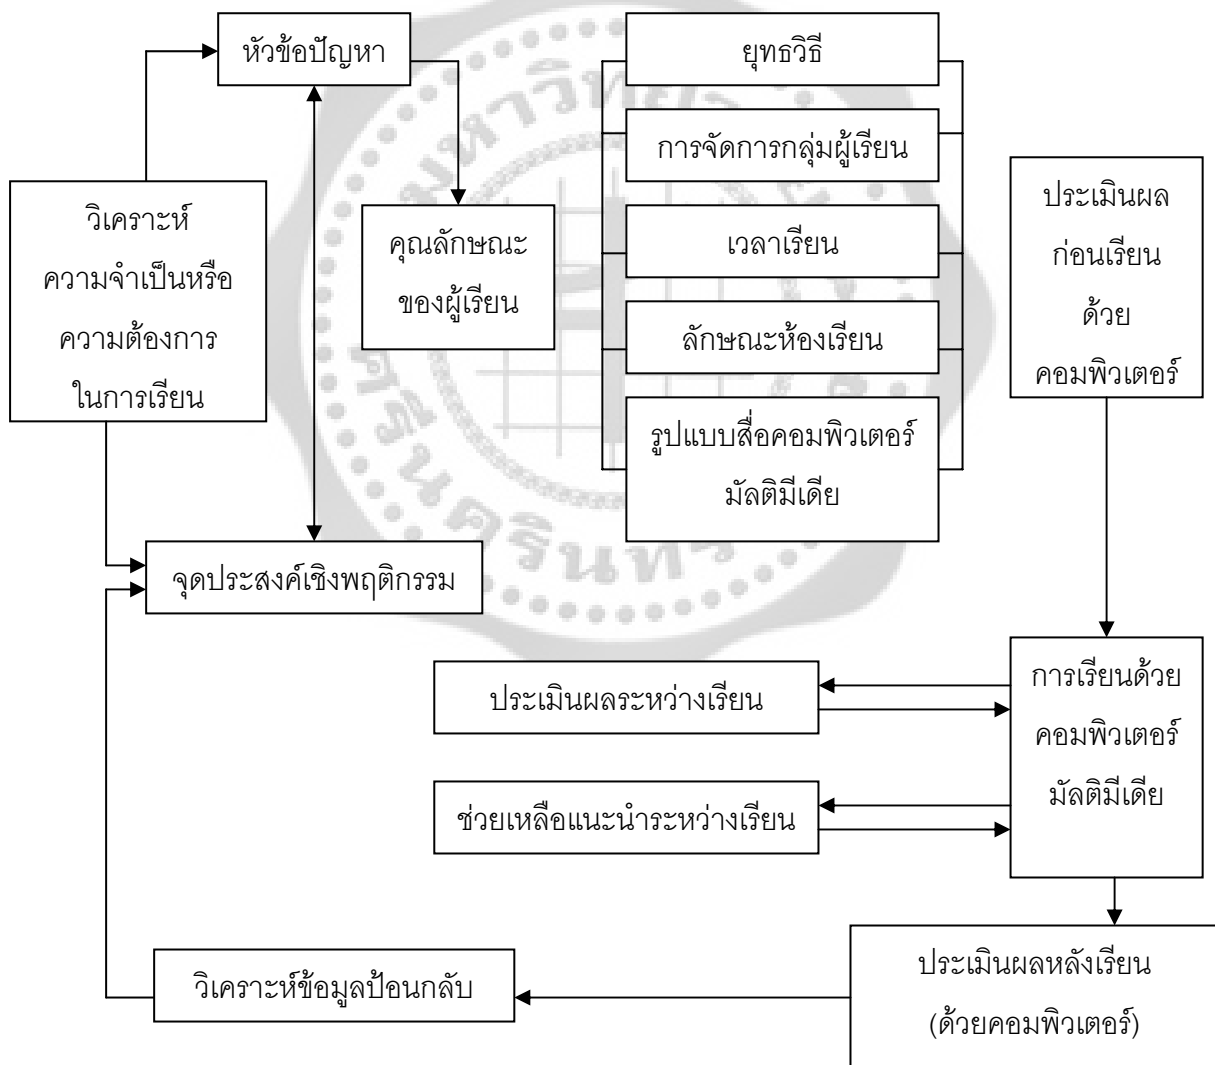 หัวข้อปัญหา
ยุทธวิธี
การจัดการกลุ่มผู้เรียน
วิเคราะห์
ความจำเป็นหรือ
ความต้องการ
ในการเรียน
คุณลักษณะ
ของผู้เรียน
เวลาเรียน
ลักษณะห้องเรียน
รูปแบบสื่อคอมพิวเตอร์
มัลติมีเดีย
ประเมินผล
ก่อนเรียน
ด้วย
คอมพิวเตอร์
จุดประสงค์เชิงพฤติกรรม
ประเมินผลระหว่างเรียน
ช่วยเหลือแนะนำระหว่างเรียน
การเรียนด้วย
คอมพิวเตอร์
มัลติมีเดีย
วิเคราะห์ข้อมูลป้อนกลับ
ประเมินผลหลังเรียน
(ด้วยคอมพิวเตอร์)